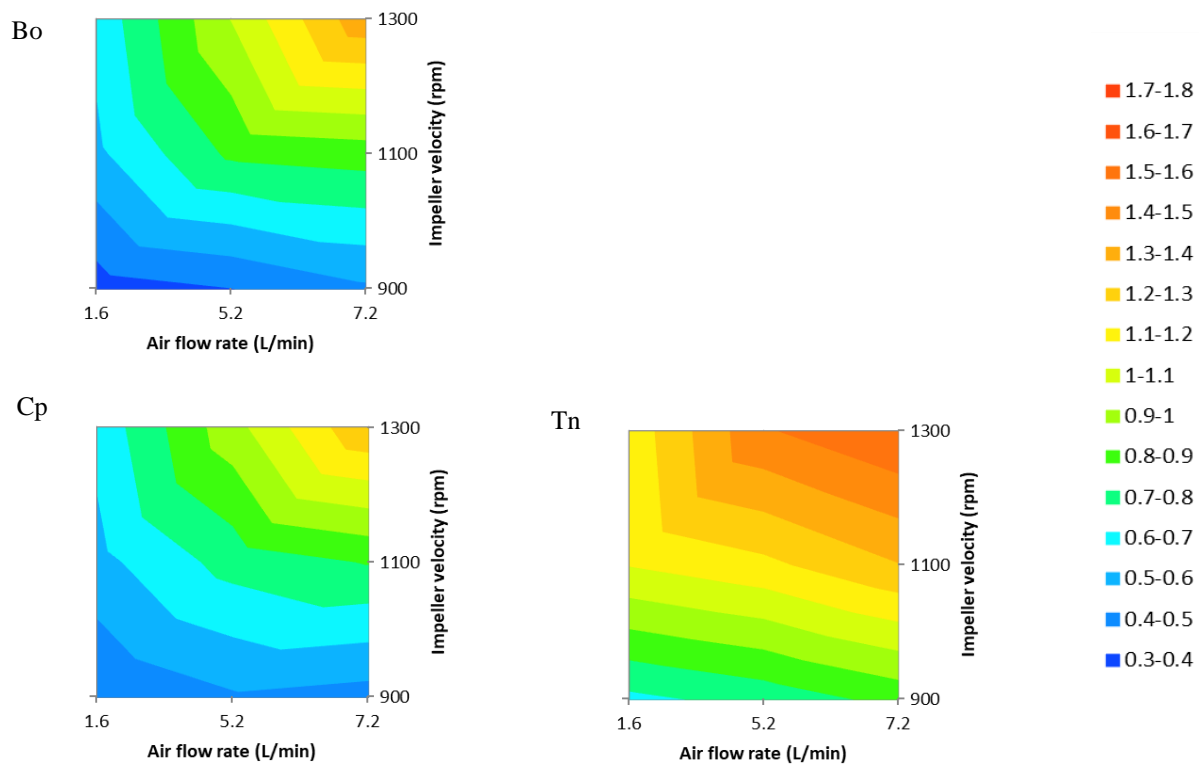 Bo
1300
1100
900
Impeller velocity (rpm)
1.6 5.2 7.2
Air flow rate (L/min)
Cp
1300
1100
900
Impeller velocity (rpm)
1.6 5.2 7.2
Air flow rate (L/min)
Tn
1300
1100
900
Impeller velocity (rpm)
1.6 5.2 7.2
Air flow rate (L/min)
1.7-1.8
1.6-1.7
1.5-1.6
1.4-1.5
1.3-1.4
1.2-1.3
1.1-1.2
1-1.1
0.9-1
0.8-0.9
0.7-0.8
0.6-0.7
0.5-0.6
0.4-0.5
0.3-0.4